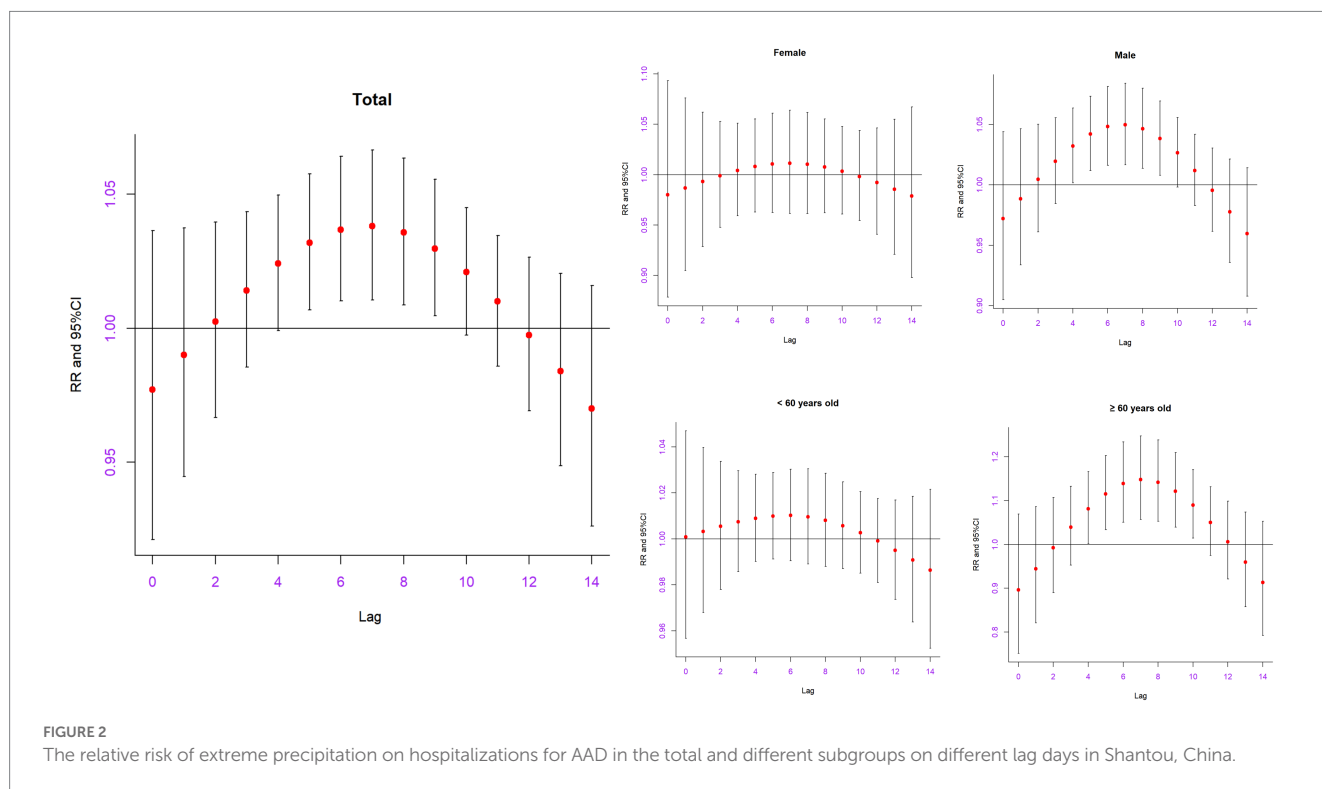 Total
RR and 95%CI
1.05
1.00
0.95
0 2 4 6 8 10 12 14
Lag
Female
RR and 95%CI
1.10
1.05
1.00
0.95
0.90
0 2 4 6 8 10 12 14
Lag
Male
RR and 95%CI
1.05
1.00
0.95
0.90
0 2 4 6 8 10 12 14
Lag
< 60 years old
RR and 95%CI
1.04
1.02
1.00
0.98
0.96
0 2 4 6 8 10 12 14
Lag
≥ 60 years old
RR and 95%CI
1.2
1.1
1.0
0.9
0.8
0 2 4 6 8 10 12 14
Lag
FIGURE 2
The relative risk of extreme precipitation on hospitalizations for AAD in the total and different subgroups on different lag days in Shantou, China.